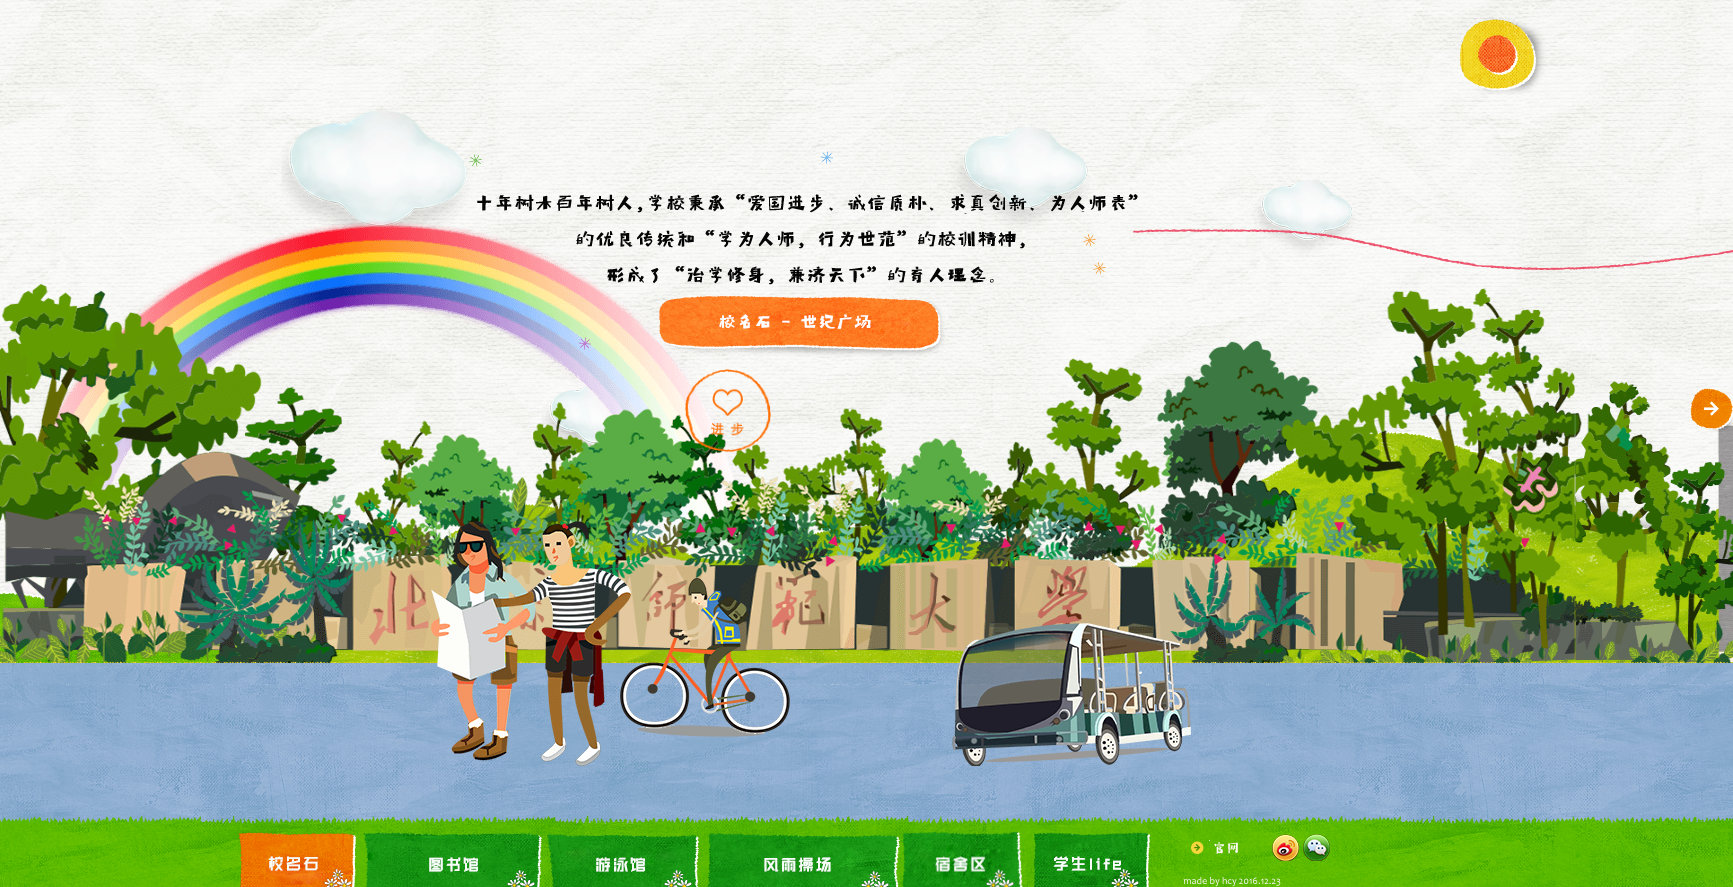 十年树木百年树人,学校秉承“爱国进步、诚信质朴、求真创新、为人师表”
的优良传统和“学为人师，行为世范”的校训精神，
形成了“治学修身，兼济天下”的育人理念。
校名石 - 世纪广场
进步
北 师 範 大 學
校名石
图书馆
游泳馆
风雨操场
宿舍区
学生life
官网
made by hcy 2016.12.23